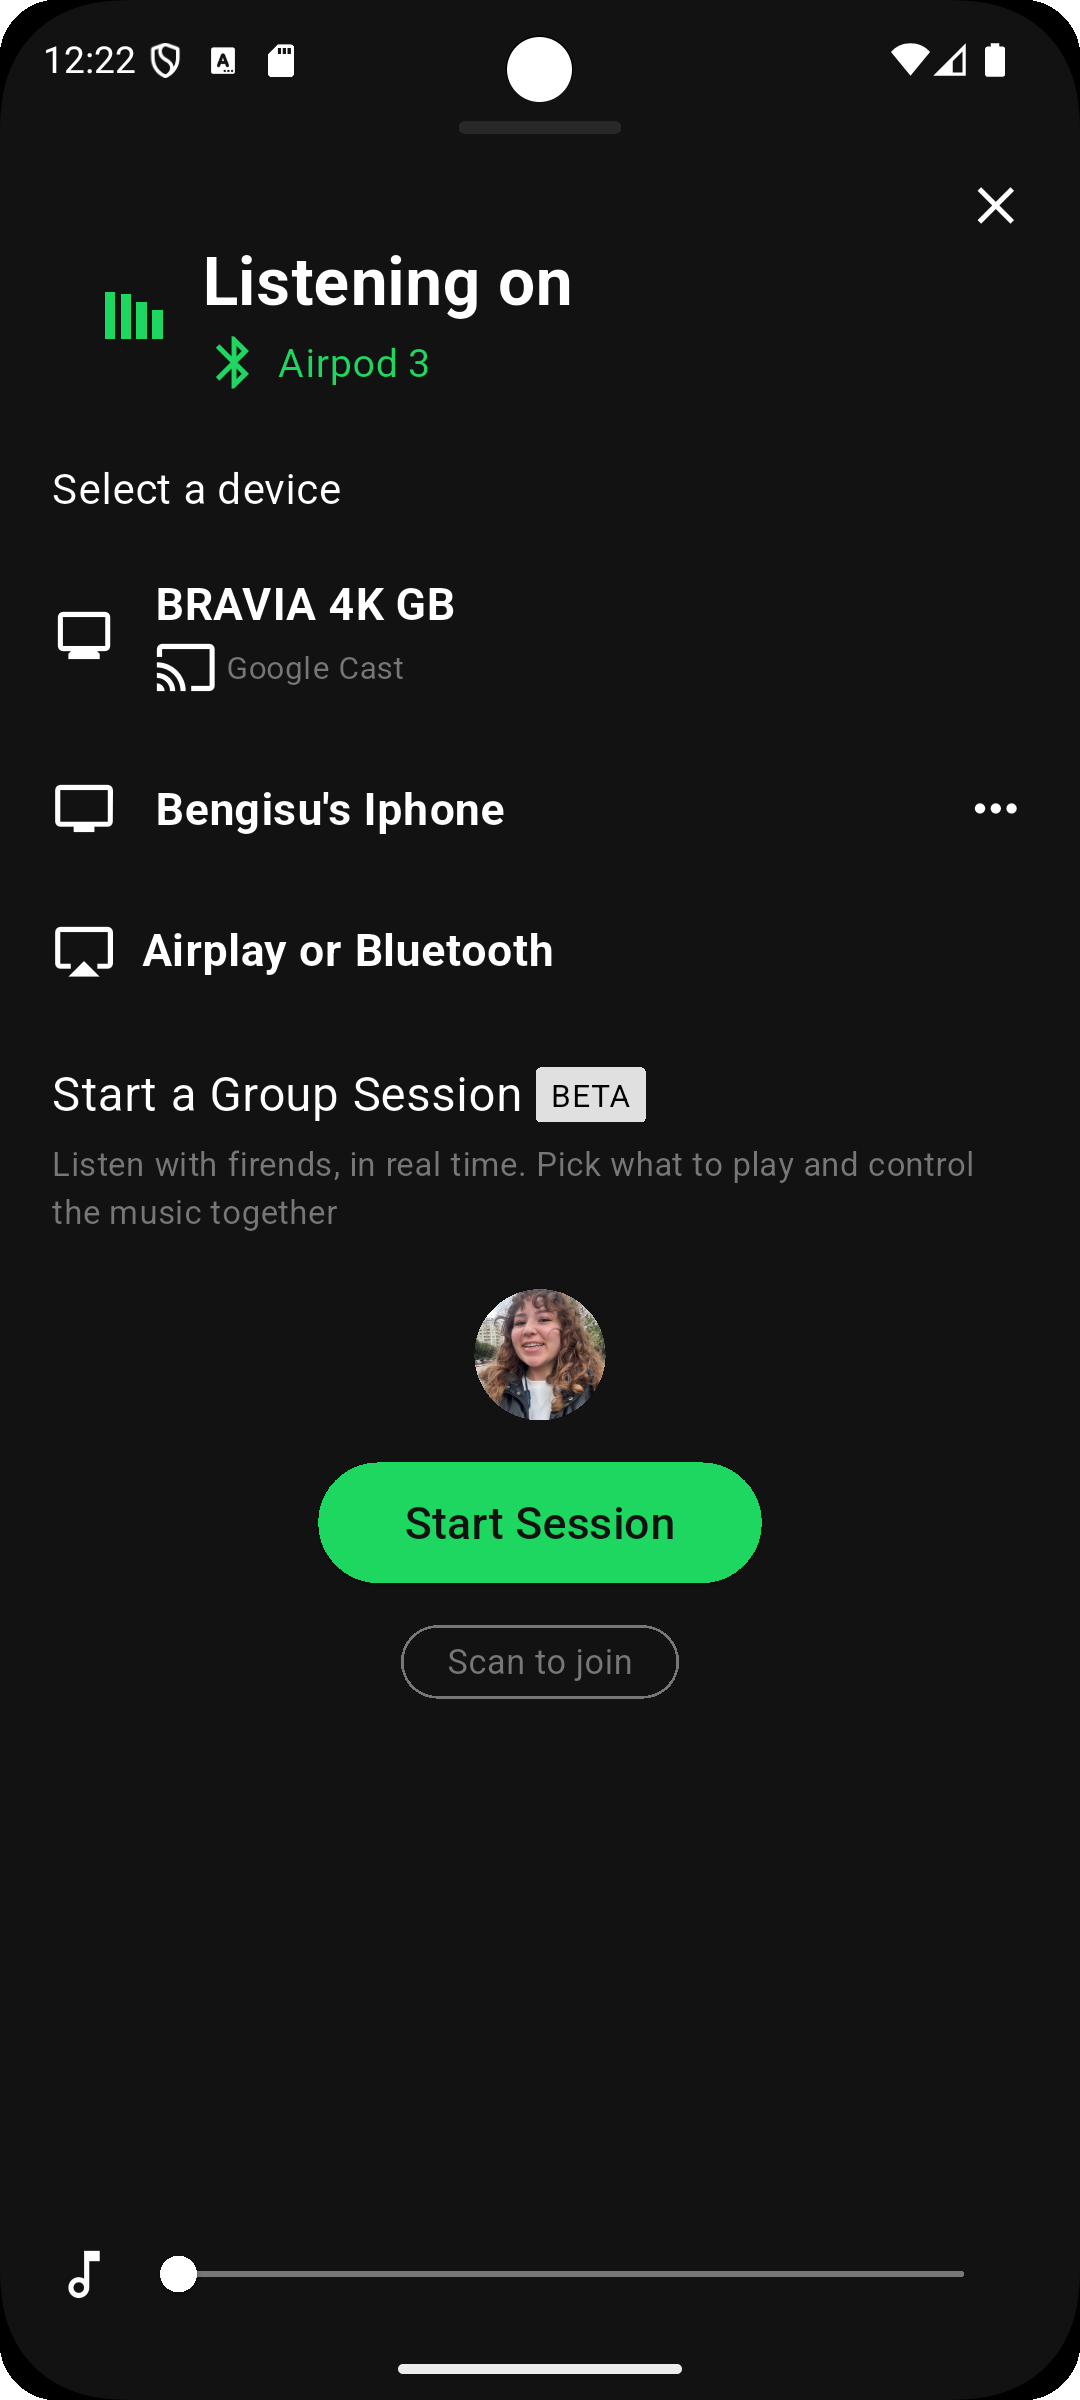 12:22
Listening on
Airpod 3
Select a device
BRAVIA 4K GB
Google Cast
Bengisu's Iphone
Airplay or Bluetooth
Start a Group Session BETA
Listen with firends, in real time. Pick what to play and control
the music together
Start Session
Scan to join